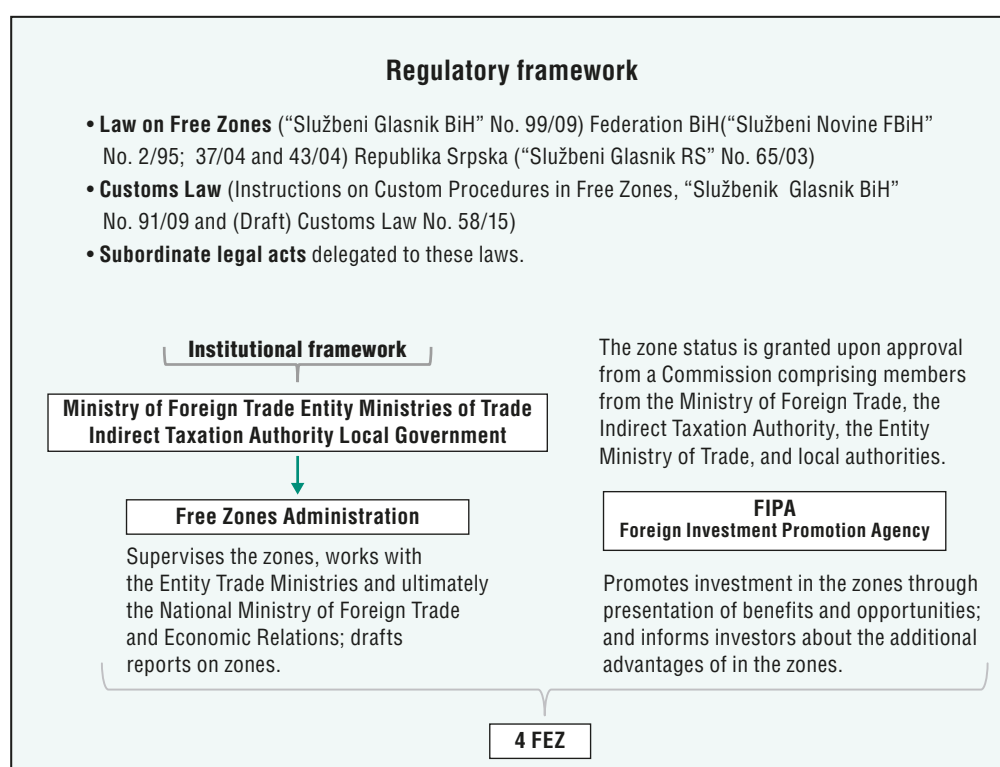 Regulatory framework
• Law on Free Zones (“Službeni Glasnik BiH” No. 99/09) Federation BiH(“Službeni Novine FBiH”
No. 2/95; 37/04 and 43/04) Republika Srpska (“Službeni Glasnik RS” No. 65/03)
• Customs Law (Instructions on Custom Procedures in Free Zones, “Službenik Glasnik BiH”
No. 91/09 and (Draft) Customs Law No. 58/15)
• Subordinate legal acts delegated to these laws.
Institutional framework
Ministry of Foreign Trade Entity Ministries of Trade
Indirect Taxation Authority Local Government
Free Zones Administration
Supervises the zones, works with
the Entity Trade Ministries and ultimately
the National Ministry of Foreign Trade
and Economic Relations; drafts
reports on zones.
The zone status is granted upon approval
from a Commission comprising members
from the Ministry of Foreign Trade, the
Indirect Taxation Authority, the Entity
Ministry of Trade, and local authorities.
FIPA
Foreign Investment Promotion Agency
Promotes investment in the zones through
presentation of benefits and opportunities;
and informs investors about the additional
advantages of in the zones.
4 FEZ